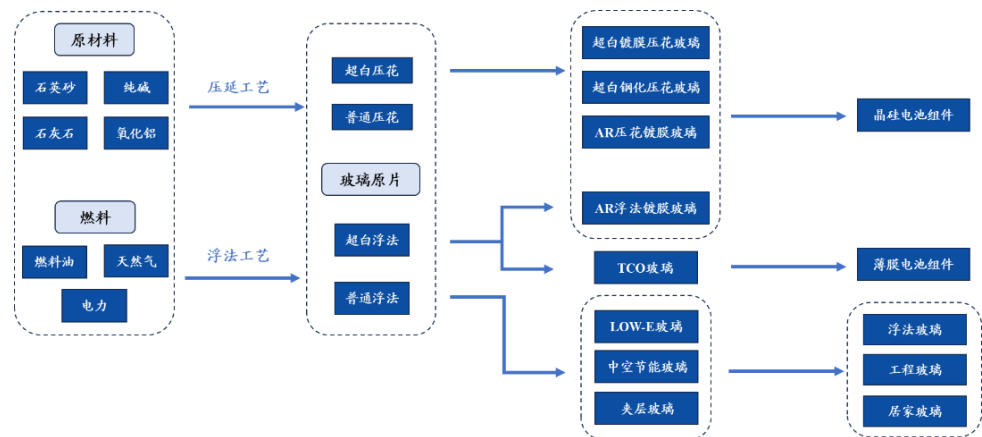 原材料
石英砂
纯碱
石灰石
氧化铝
燃料
燃料油
天然气
电力
压延工艺
浮法工艺
超白压花
普通压花
玻璃原片
超白浮法
普通浮法
超白镀膜压花玻璃
超白钢化压花玻璃
AR压花镀膜玻璃
AR浮法镀膜玻璃
TCO玻璃
LOW-E玻璃
中空节能玻璃
夹层玻璃
晶硅电池组件
薄膜电池组件
浮法玻璃
工程玻璃
居家玻璃